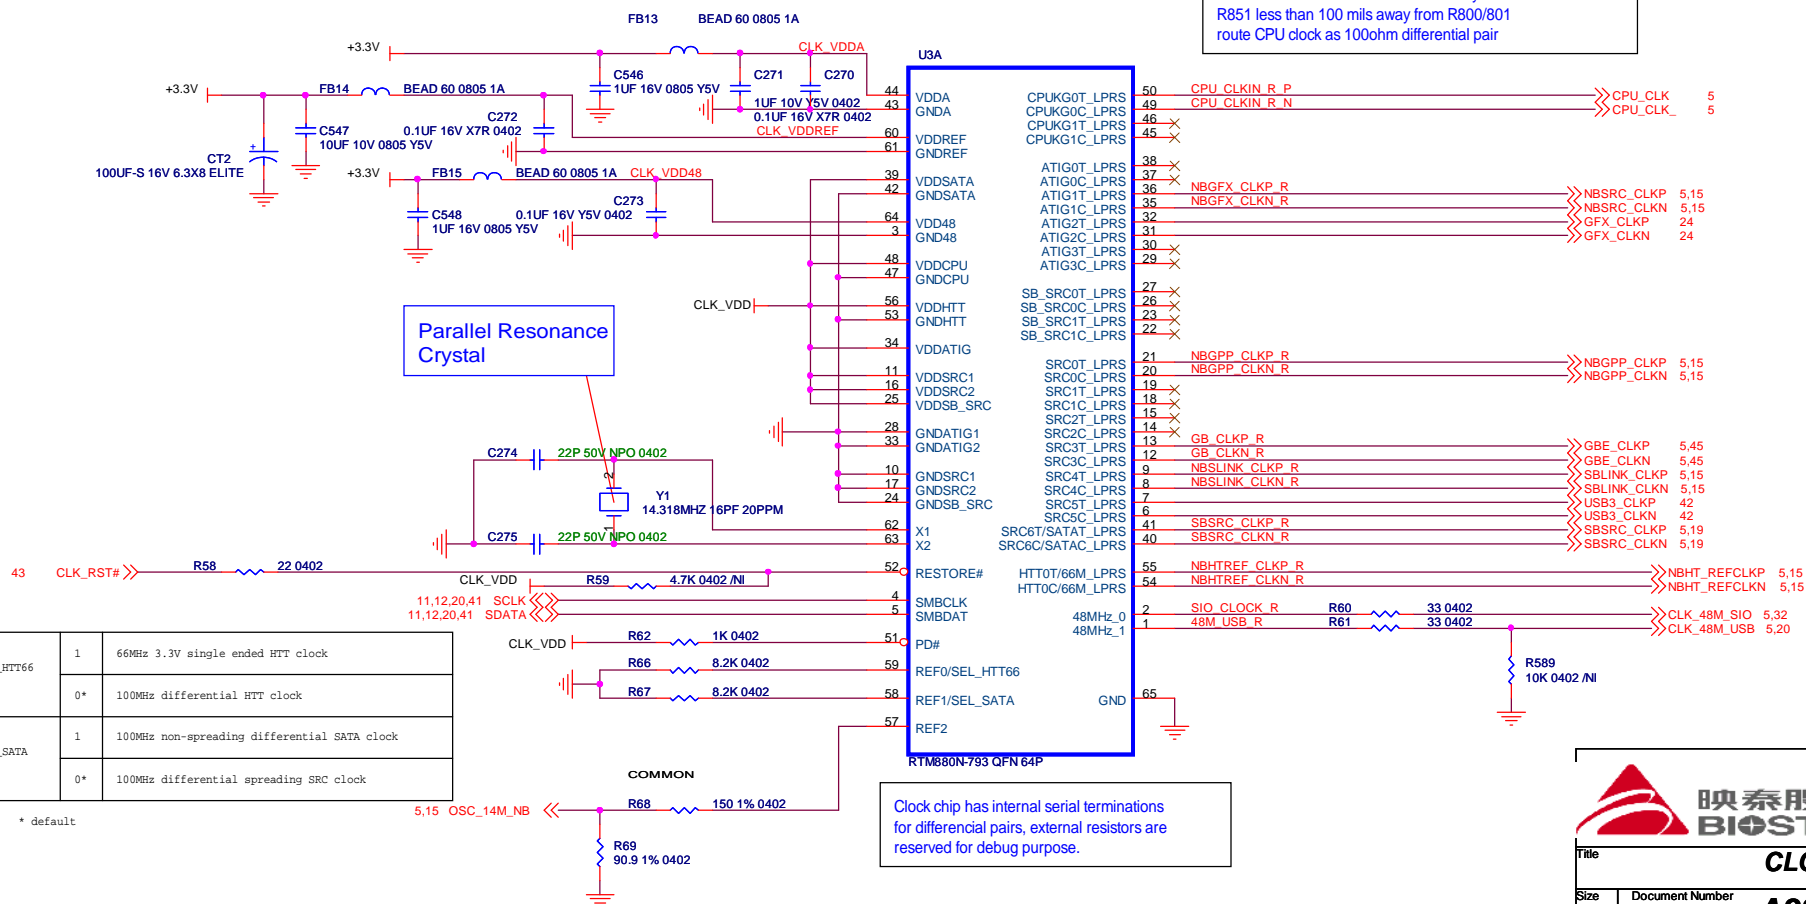 R851 less than 100 mils away from R800/801
route CPU clock as 100ohm differential pair
FB13 BEAD 60 0805 1A
+3.3V
CLK_VDDA
C546
1UF 16V 0805 Y5V
C271
1UF 10V Y5V 0402
C270
0.1UF 16V X7R 0402
+3.3V
FB14 BEAD 60 0805 1A
C547
10UF 10V 0805 Y5V
C272
0.1UF 16V X7R 0402
CLK_VDDREF
CT2
100UF-S 16V 6.3X8 ELITE
+3.3V
FB15 BEAD 60 0805 1A
CLK_VDD48
C548
1UF 16V 0805 Y5V
C273
0.1UF 16V Y5V 0402
CLK_VDD
Parallel Resonance
Crystal
C274 22P 50V NPO 0402
2
Y1
14.318MHZ 16PF 20PPM
1
C275 22P 50V NPO 0402
43 CLK_RST#
R58 22 0402
CLK_VDD
R59 4.7K 0402 /NI
11,12,20,41 SCLK
11,12,20,41 SDATA
CLK_VDD
R62 1K 0402
R66 8.2K 0402
R67 8.2K 0402
COMMON
5,15 OSC_14M_NB
R68 150 1% 0402
R69
90.9 1% 0402
U3A
44 VDDA
43 GNDA
60 VDDREF
61 GNDREF
39 VDDSATA
42 GNDSATA
64 VDD48
3 GND48
48 VDDCPU
47 GNDCPU
56 VDDHTT
53 GNDHTT
34 VDDATIG
11 VDDSRC1
16 VDDSRC2
25 VDDSB_SRC
28 GNDATIG1
33 GNDATIG2
10 GNDSRC1
17 GNDSRC2
24 GNDSB_SRC
62 X1
63 X2
52 RESTORE#
4 SMBCLK
5 SMBDAT
51 PD#
59 REF0/SEL_HTT66
58 REF1/SEL_SATA
57 REF2
CPUKG0T_LPRS 50 CPU_CLKIN_R_P CPU_CLK 5
CPUKG0C_LPRS 49 CPU_CLKIN_R_N CPU_CLK_ 5
CPUKG1T_LPRS 46
CPUKG1C_LPRS 45
ATIG0T_LPRS 38
ATIG0C_LPRS 37
ATIG1T_LPRS 36 NBGFX_CLKP_R NBSRC_CLKP 5,15
ATIG1C_LPRS 35 NBGFX_CLKN_R NBSRC_CLKN 5,15
ATIG2T_LPRS 32 GFX_CLKP 24
ATIG2C_LPRS 31 GFX_CLKN 24
ATIG3T_LPRS 30
ATIG3C_LPRS 29
SB_SRC0T_LPRS 27
SB_SRC0C_LPRS 26
SB_SRC1T_LPRS 23
SB_SRC1C_LPRS 22
SRC0T_LPRS 21 NBGPP_CLKP_R NBGPP_CLKP 5,15
SRC0C_LPRS 20 NBGPP_CLKN_R NBGPP_CLKN 5,15
SRC1T_LPRS 19
SRC1C_LPRS 18
SRC2T_LPRS 15
SRC2C_LPRS 14
SRC3T_LPRS 13 GB_CLKP_R GBE_CLKP 5,45
SRC3C_LPRS 12 GB_CLKN_R GBE_CLKN 5,45
SRC4T_LPRS 9 NBSLINK_CLKP_R SBLINK_CLKP 5,15
SRC4C_LPRS 8 NBSLINK_CLKN_R SBLINK_CLKN 5,15
SRC5T_LPRS 7 USB3_CLKP 42
SRC5C_LPRS 6 USB3_CLKN 42
SRC6T/SATAT_LPRS 41 SBSRC_CLKP_R SBSRC_CLKP 5,19
SRC6C/SATAC_LPRS 40 SBSRC_CLKN_R SBSRC_CLKN 5,19
HTT0T/66M_LPRS 55 NBHTREF_CLKP_R NBHT_REFCLKP 5,15
HTT0C/66M_LPRS 54 NBHTREF_CLKN_R NBHT_REFCLKN 5,15
48MHz_0 2 SIO_CLOCK_R R60 33 0402 CLK_48M_SIO 5,32
48MHz_1 1 48M_USB_R R61 33 0402 CLK_48M_USB 5,20
R589
10K 0402 /NI
GND 65
RTM880N-793 QFN 64P
_HTT66 1 66MHz 3.3V single ended HTT clock
0* 100MHz differential HTT clock
_SATA 1 100MHz non-spreading differential SATA clock
0* 100MHz differential spreading SRC clock
* default
Clock chip has internal serial terminations
for differencial pairs, external resistors are
reserved for debug purpose.
映泰
BIOST
Title
CLO
Size Document Number